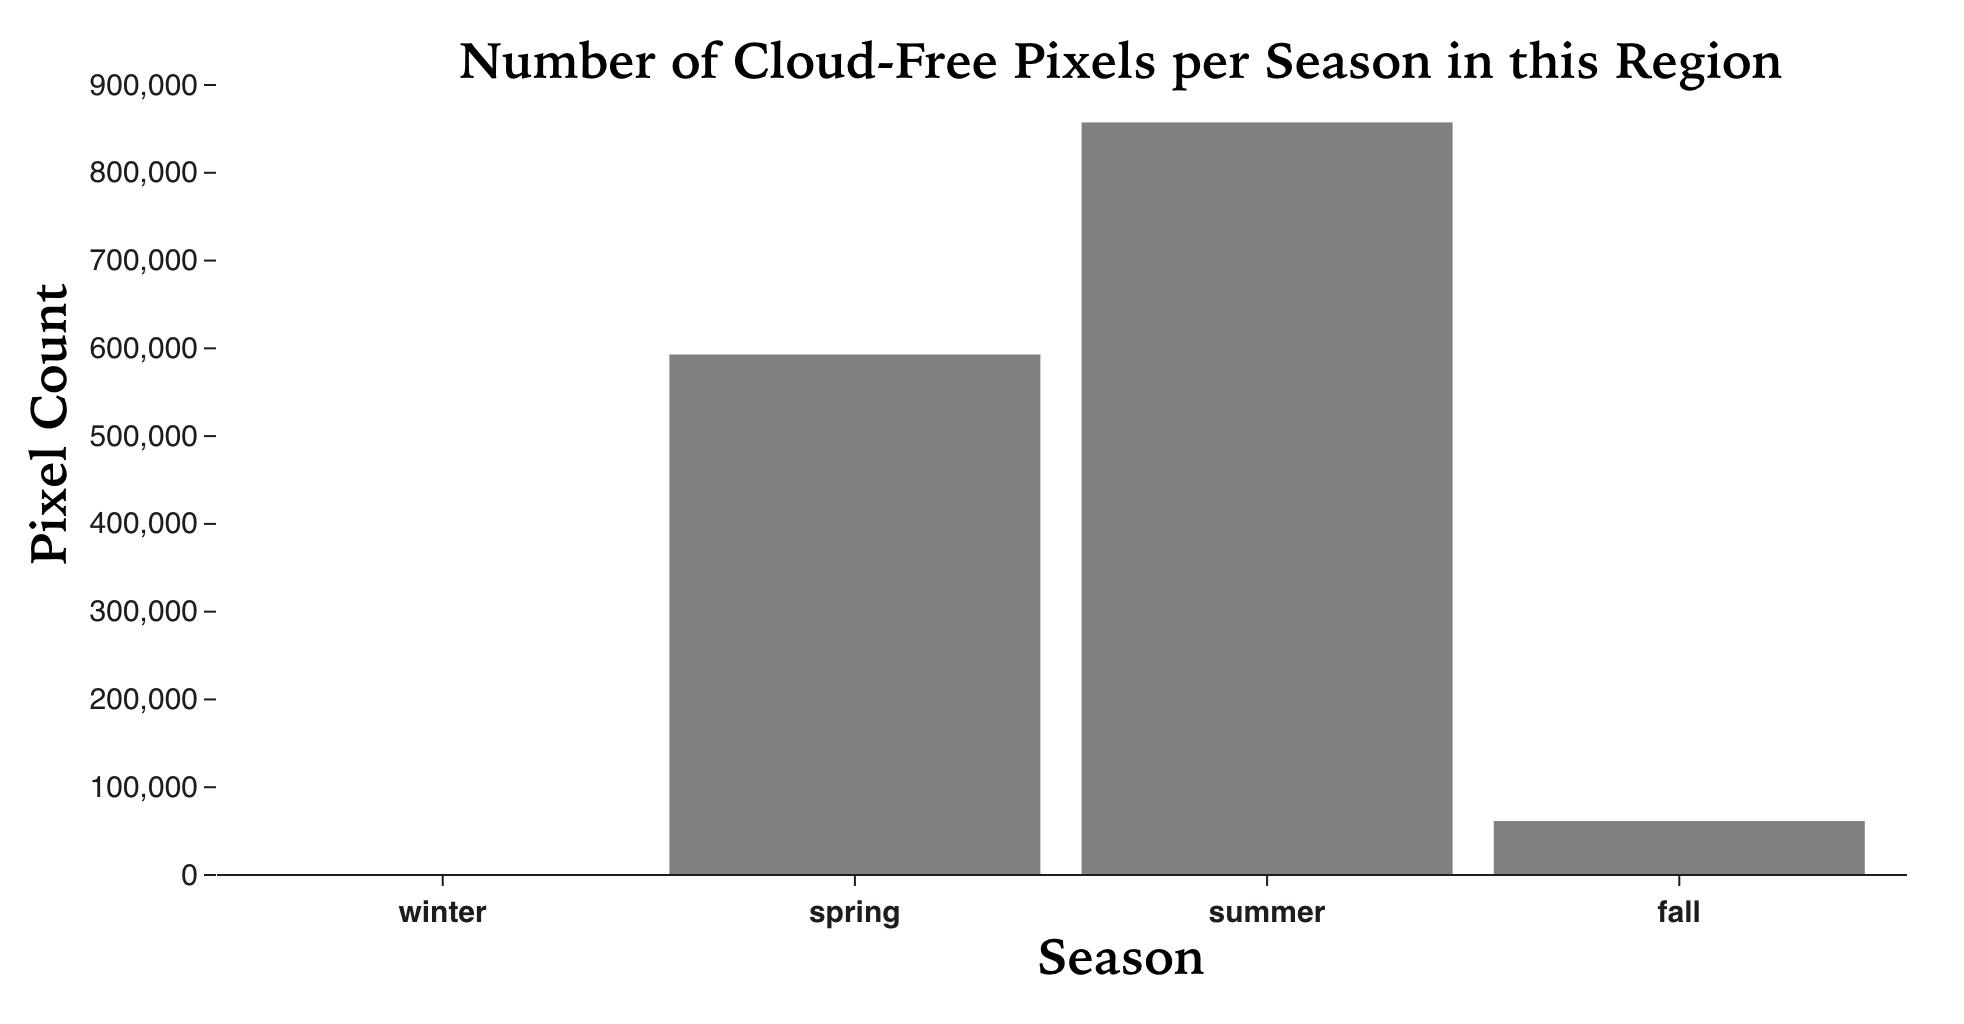 Number of Cloud-Free Pixels per Season in this Region
900,000
800,000
700,000
600,000
500,000
400,000
300,000
200,000
100,000
0
Pixel Count
winter spring summer fall
Season